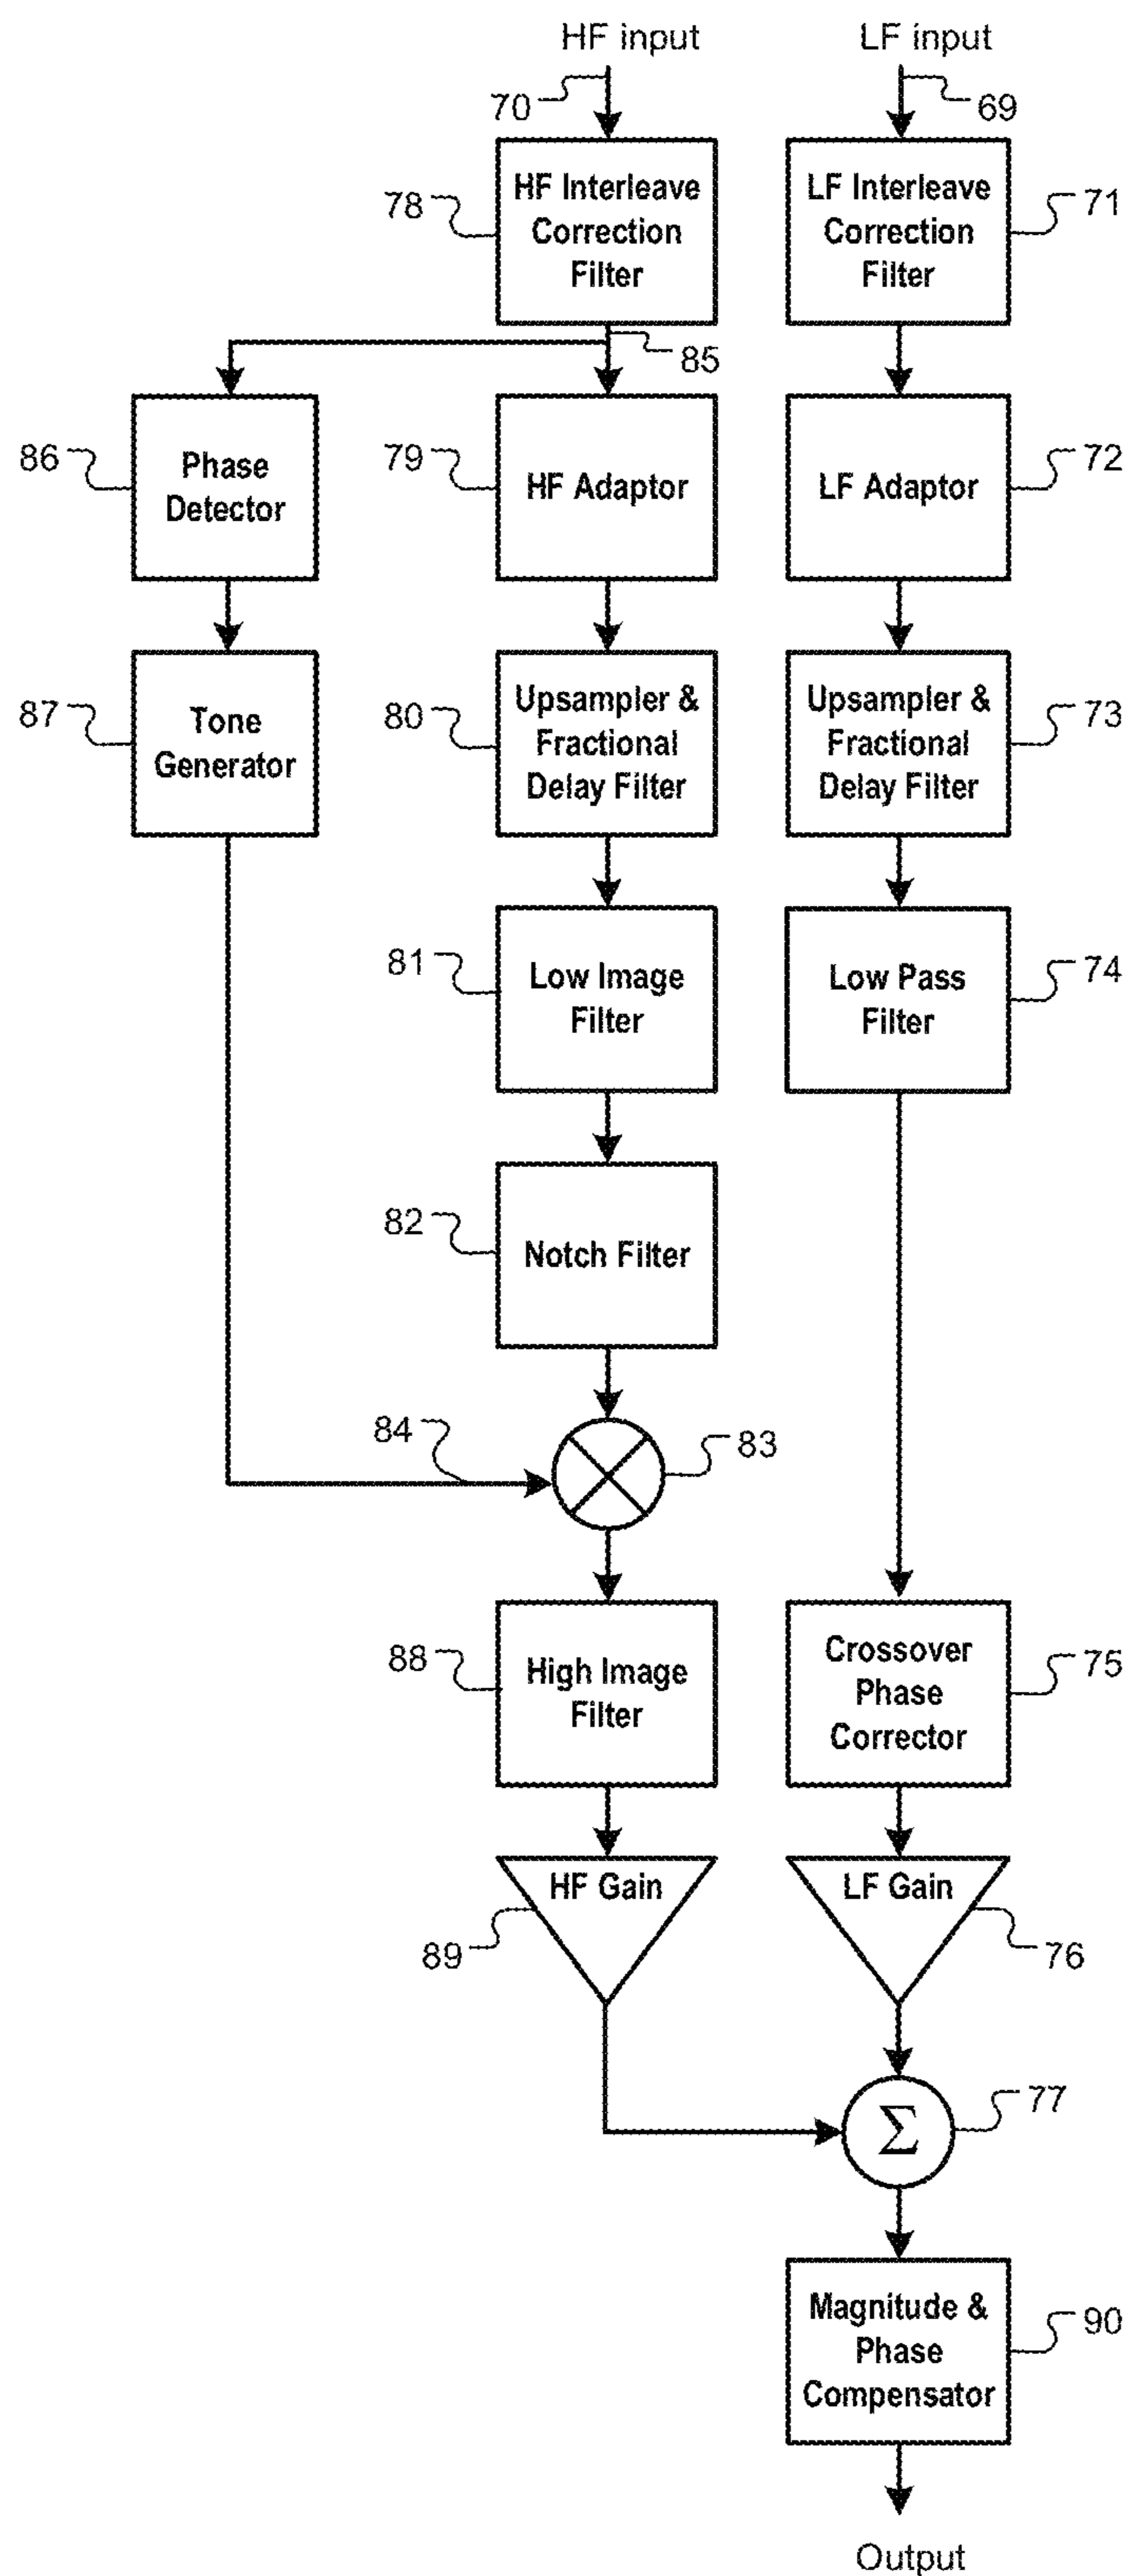 HF input
LF input
70
69
78
HF Interleave
Correction
Filter
LF Interleave
Correction
Filter
71
85
86
Phase
Detector
79
HF Adaptor
LF Adaptor
72
87
Tone
Generator
80
Upsampler &
Fractional
Delay Filter
Upsampler &
Fractional
Delay Filter
73
81
Low Image
Filter
Low Pass
Filter
74
82
Notch Filter
84
83
88
High Image
Filter
Crossover
Phase
Corrector
75
HF Gain
LF Gain
89
76
Σ
77
Magnitude &
Phase
Compensator
90
Output